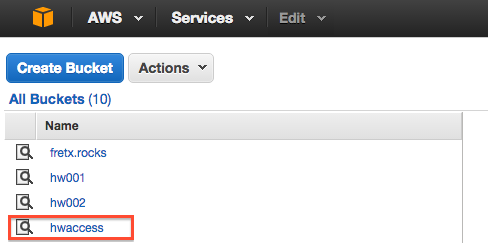 AWS Services Edit
Create Bucket Actions
All Buckets (10)
Name
fretx.rocks
hw001
hw002
hwaccess